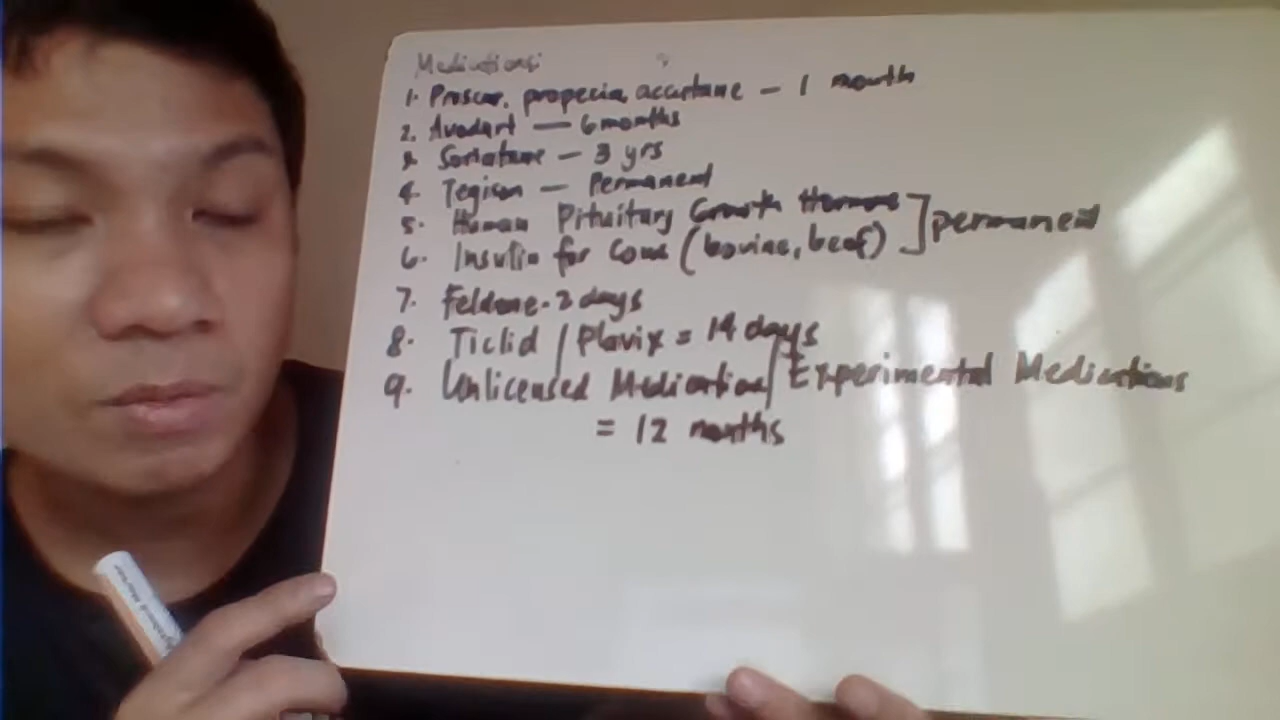 Medications:
1. Proscar, propecia, accutane - 1 month
2. Avodart - 6 months
3. Soriatane - 3 yrs
4. Tegison - Permanent
5. Human Pituitary Growth Hormone ] permanent
6. Insulin for Cows (bovine, beef)
7. Feldene - 2 days
8. Ticlid / Plavix = 14 days
9. Unlicensed Medication / Experimental Medications
= 12 months